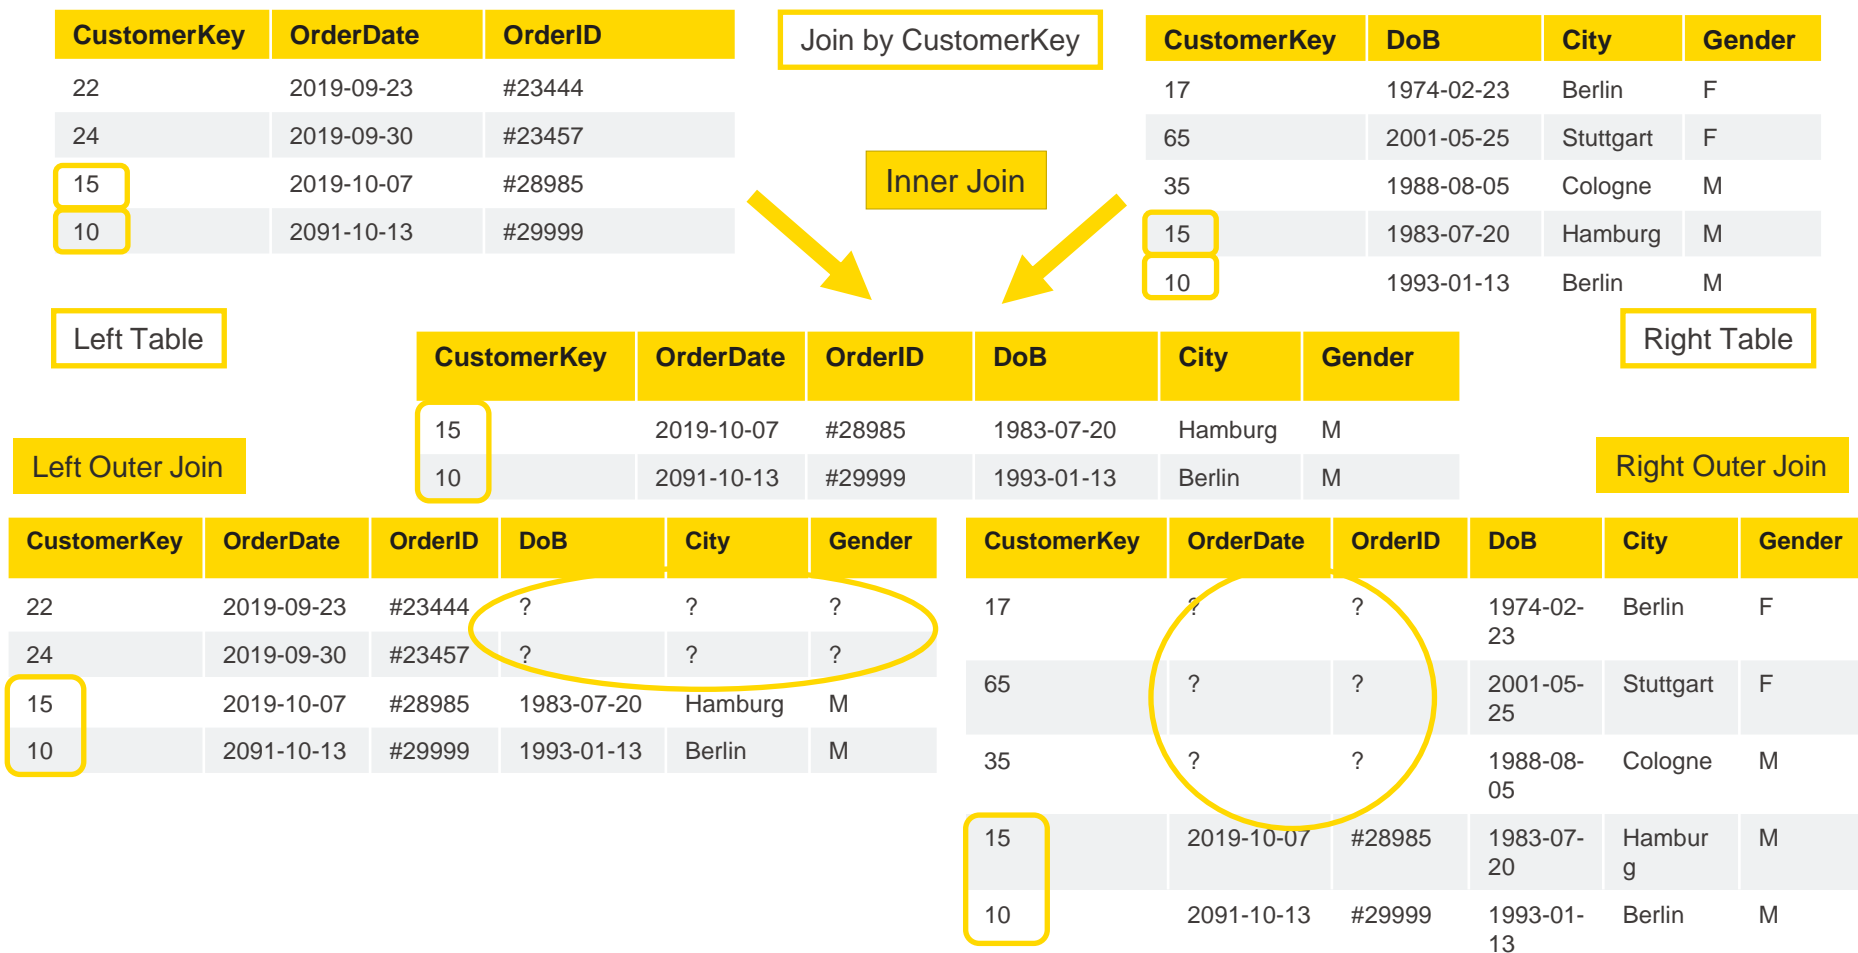 CustomerKey OrderDate OrderID
22 2019-09-23 #23444
24 2019-09-30 #23457
15 2019-10-07 #28985
10 2091-10-13 #29999
Left Table
Join by CustomerKey
Inner Join
CustomerKey DoB City Gender
17 1974-02-23 Berlin F
65 2001-05-25 Stuttgart F
35 1988-08-05 Cologne M
15 1983-07-20 Hamburg M
10 1993-01-13 Berlin M
Right Table
CustomerKey OrderDate OrderID DoB City Gender
15 2019-10-07 #28985 1983-07-20 Hamburg M
10 2091-10-13 #29999 1993-01-13 Berlin M
Left Outer Join
CustomerKey OrderDate OrderID DoB City Gender
22 2019-09-23 #23444 ? ? ?
24 2019-09-30 #23457 ? ? ?
15 2019-10-07 #28985 1983-07-20 Hamburg M
10 2091-10-13 #29999 1993-01-13 Berlin M
Right Outer Join
CustomerKey OrderDate OrderID DoB City Gender
17 ? ? 1974-02- Berlin F
23
65 ? ? 2001-05- Stuttgart F
25
35 ? ? 1988-08- Cologne M
05
15 2019-10-07 #28985 1983-07- Hambur M
20 g
10 2091-10-13 #29999 1993-01- Berlin M
13